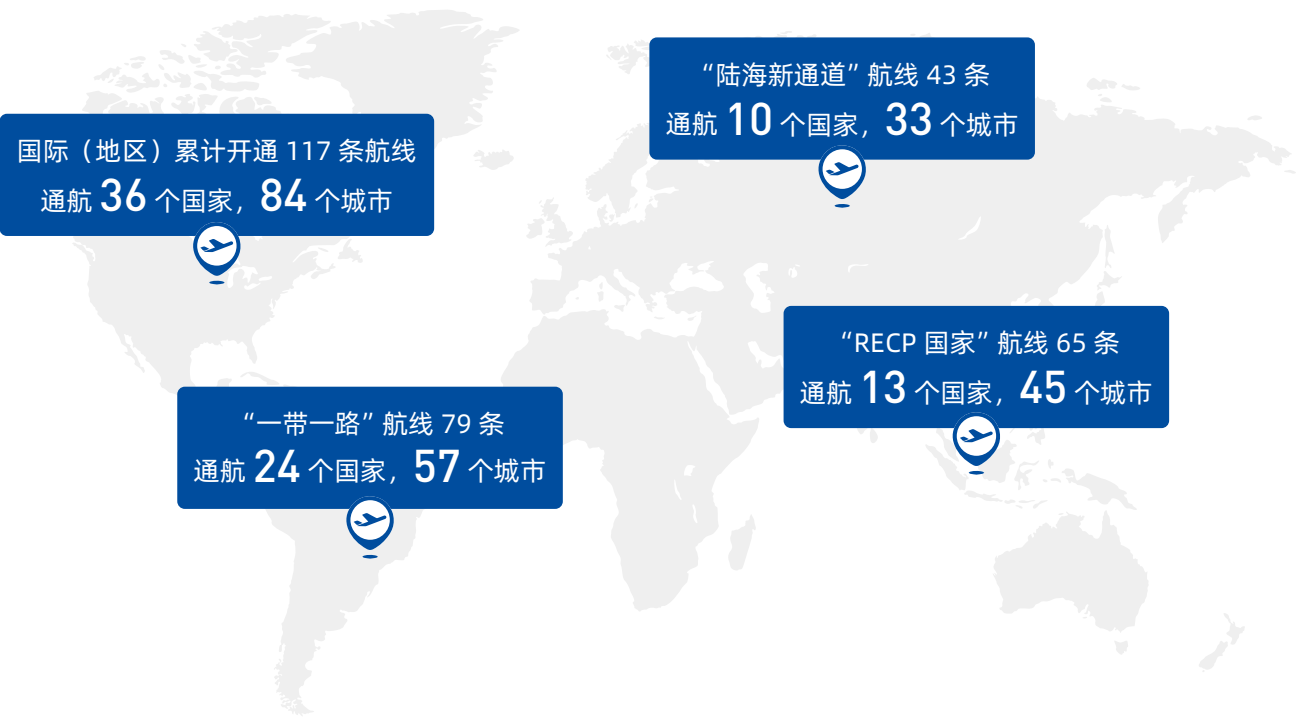 “陆海新通道”航线 43 条
通航 10 个国家，33 个城市
国际（地区）累计开通 117 条航线
通航 36 个国家，84 个城市
“RECP 国家”航线 65 条
通航 13 个国家，45 个城市
“一带一路”航线 79 条
通航 24 个国家，57 个城市